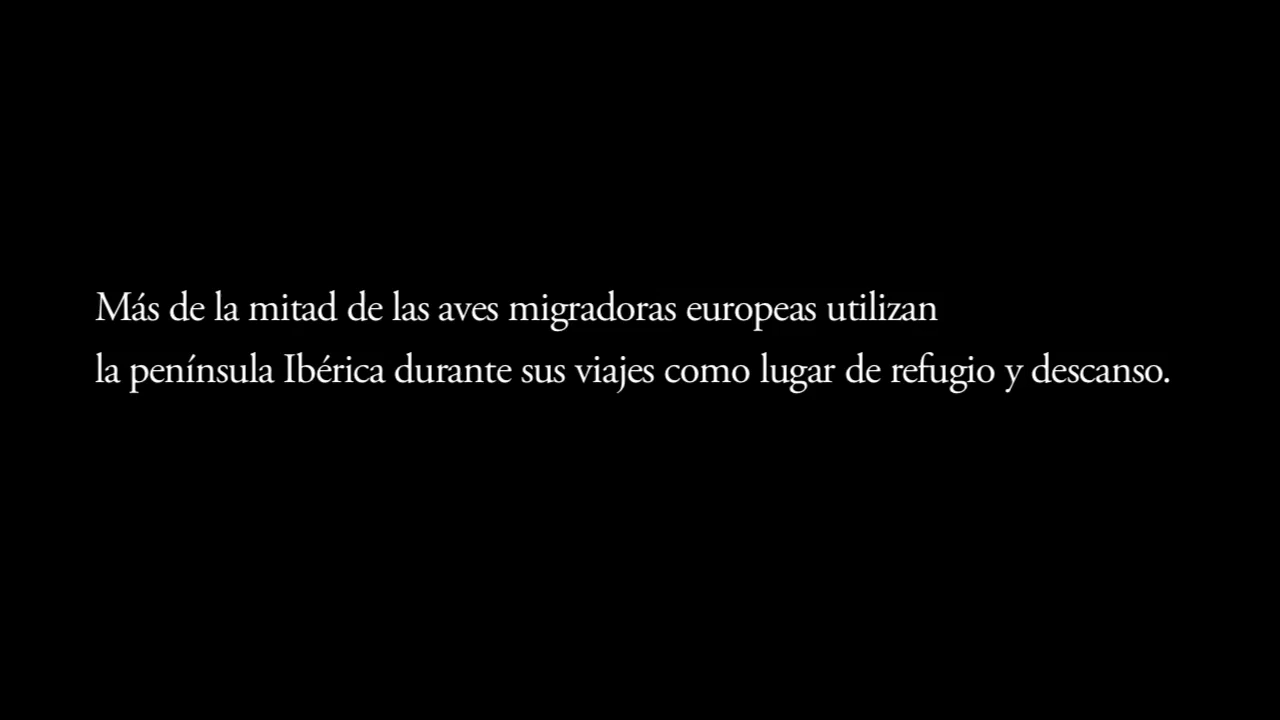 Más de la mitad de las aves migradoras europeas utilizan
la península Ibérica durante sus viajes como lugar de refugio y descanso.